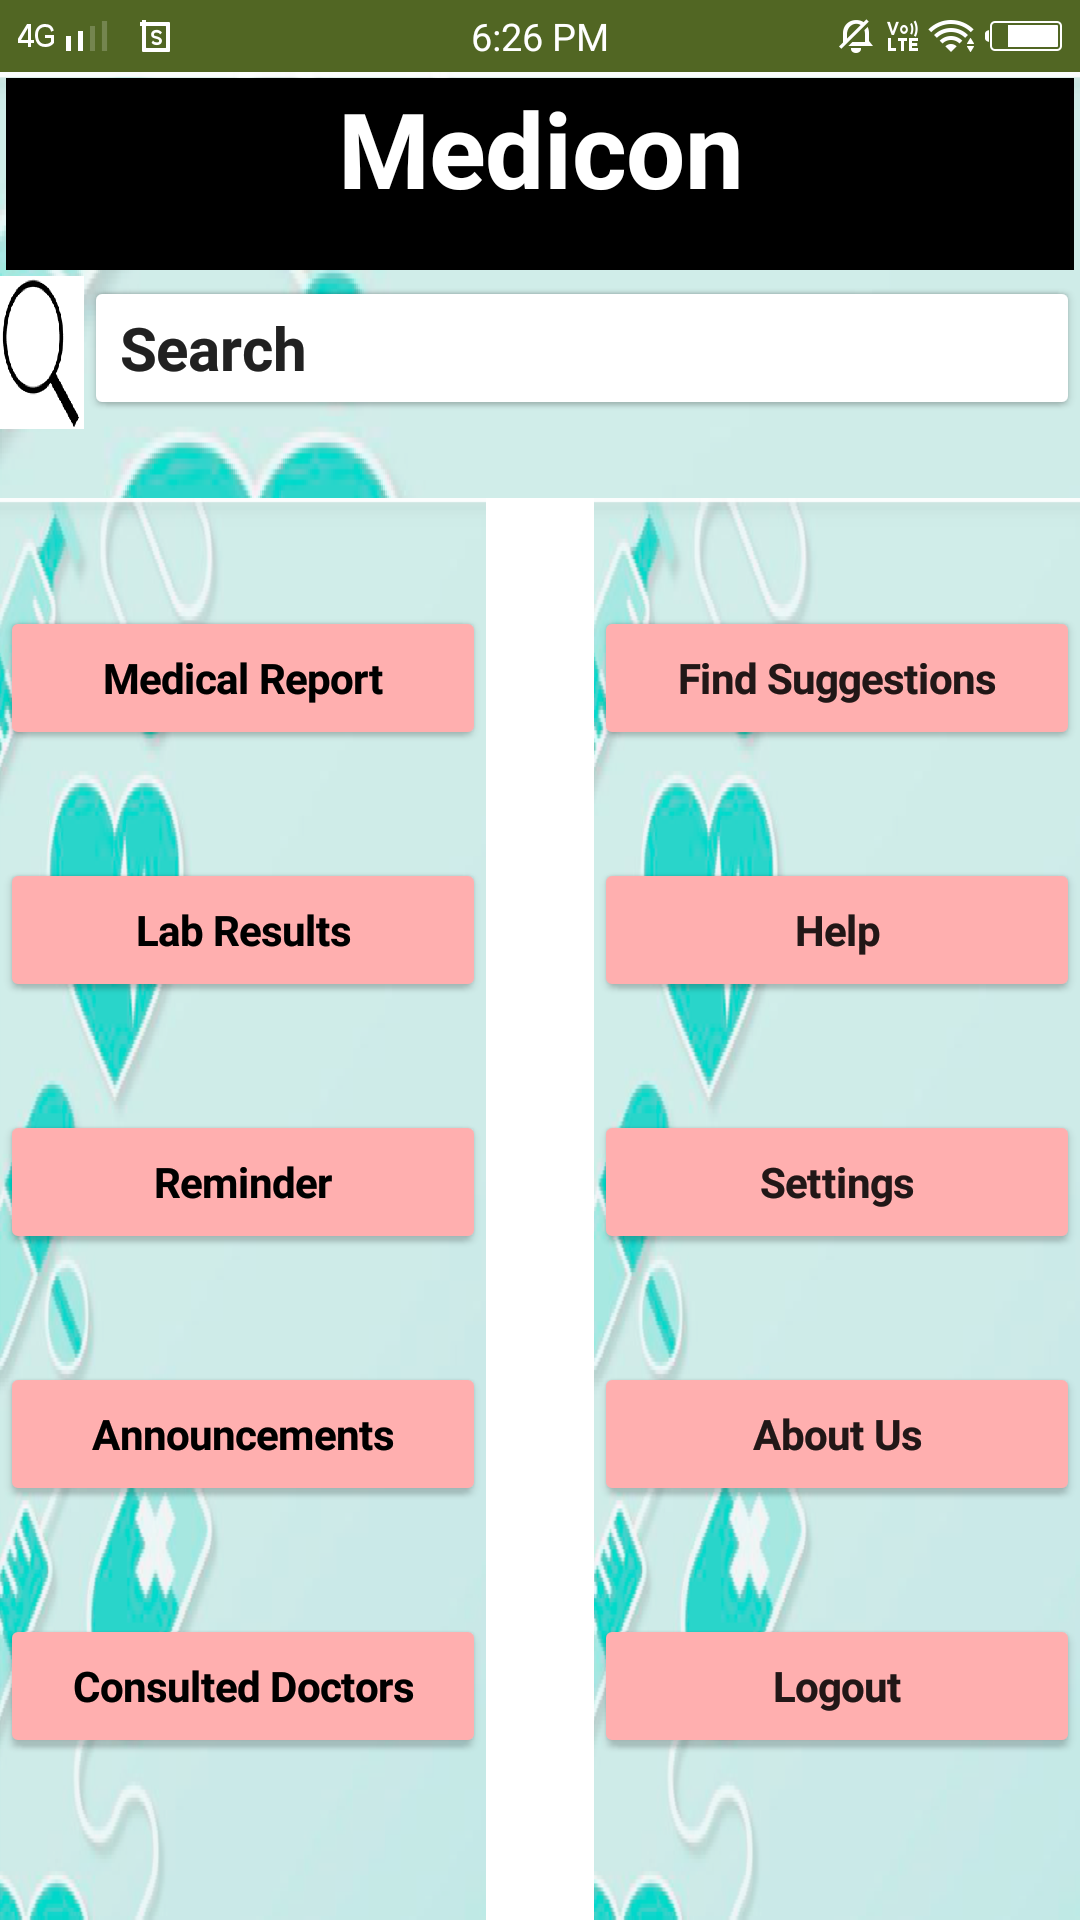 4G S 6:26 PM Vo)) LTE
Medicon
Search
Medical Report Find Suggestions
Lab Results Help
Reminder Settings
Announcements About Us
Consulted Doctors Logout